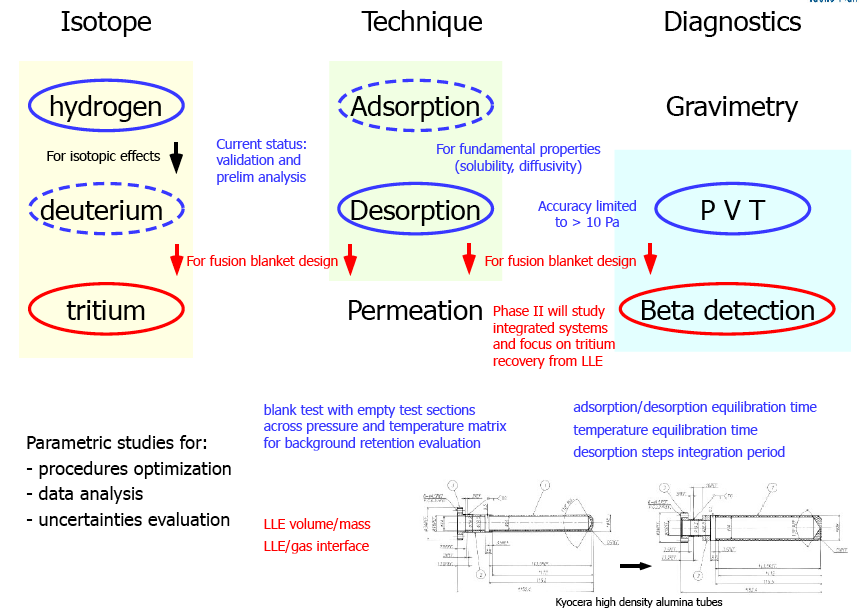 Isotope
Technique
Diagnostics
hydrogen
Adsorption
Gravimetry
For isotopic effects
Current status:
validation and
prelim analysis
For fundamental properties
(solubility, diffusivity)
deuterium
Desorption
Accuracy limited
to > 10 Pa
P V T
For fusion blanket design
For fusion blanket design
tritium
Permeation
Phase II will study
integrated systems
and focus on tritium
recovery from LLE
Beta detection
blank test with empty test sections
across pressure and temperature matrix
for background retention evaluation
adsorption/desorption equilibration time
temperature equilibration time
desorption steps integration period
Parametric studies for:
- procedures optimization
- data analysis
- uncertainties evaluation
LLE volume/mass
LLE/gas interface
Kyocera high density alumina tubes